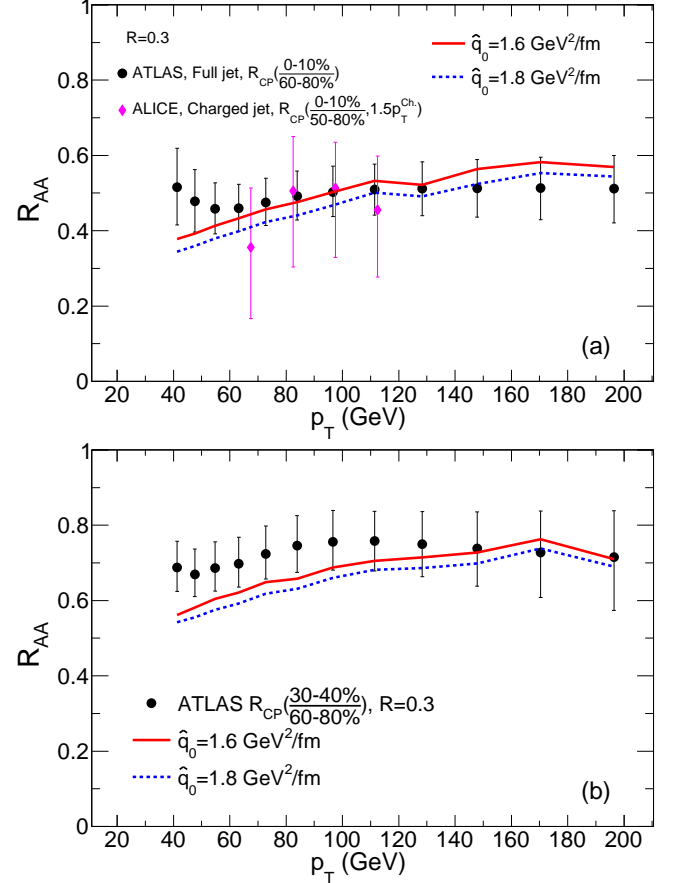 R=0.3
ATLAS, Full jet, R_CP(0-10%/60-80%)
ALICE, Charged jet, R_CP(0-10%/50-80%, 1.5p_T^Ch.)
q̂_0=1.6 GeV²/fm
q̂_0=1.8 GeV²/fm
R_AA
1
0.8
0.6
0.4
0.2
0
(a)
20 40 60 80 100 120 140 160 180 200
p_T (GeV)
R_AA
1
0.8
0.6
0.4
0.2
0
ATLAS R_CP(30-40%/60-80%), R=0.3
q̂_0=1.6 GeV²/fm
q̂_0=1.8 GeV²/fm
(b)
20 40 60 80 100 120 140 160 180 200
p_T (GeV)